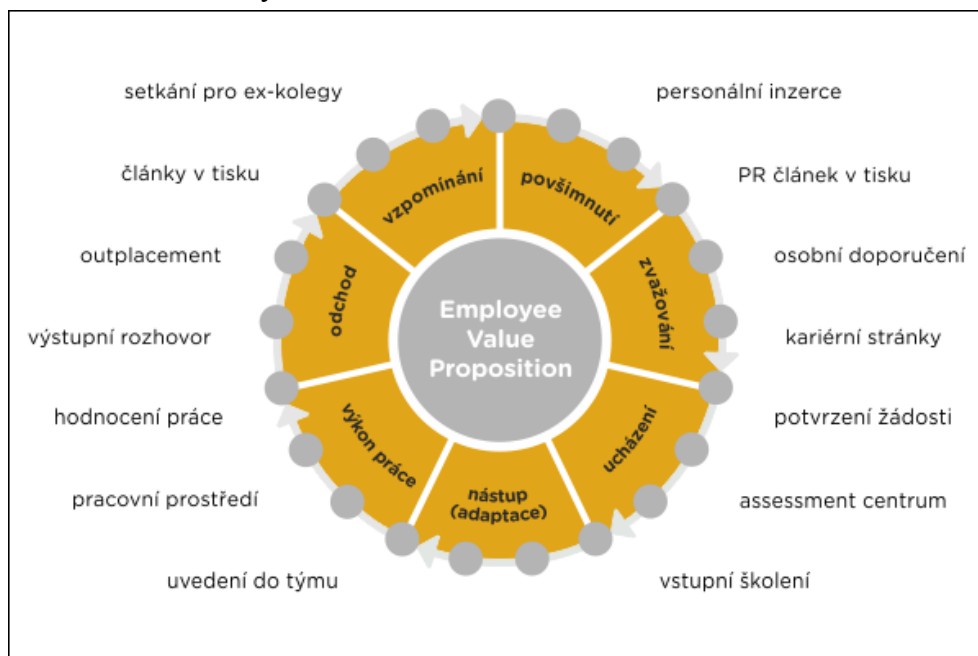 setkání pro ex-kolegy
personální inzerce
články v tisku
PR článek v tisku
vzpomínání
povšimnutí
outplacement
osobní doporučení
odchod
zvažování
Employee
Value
Proposition
výstupní rozhovor
kariérní stránky
hodnocení práce
potvrzení žádosti
výkon práce
ucházení
nástup
(adaptace)
pracovní prostředí
assessment centrum
uvedení do týmu
vstupní školení